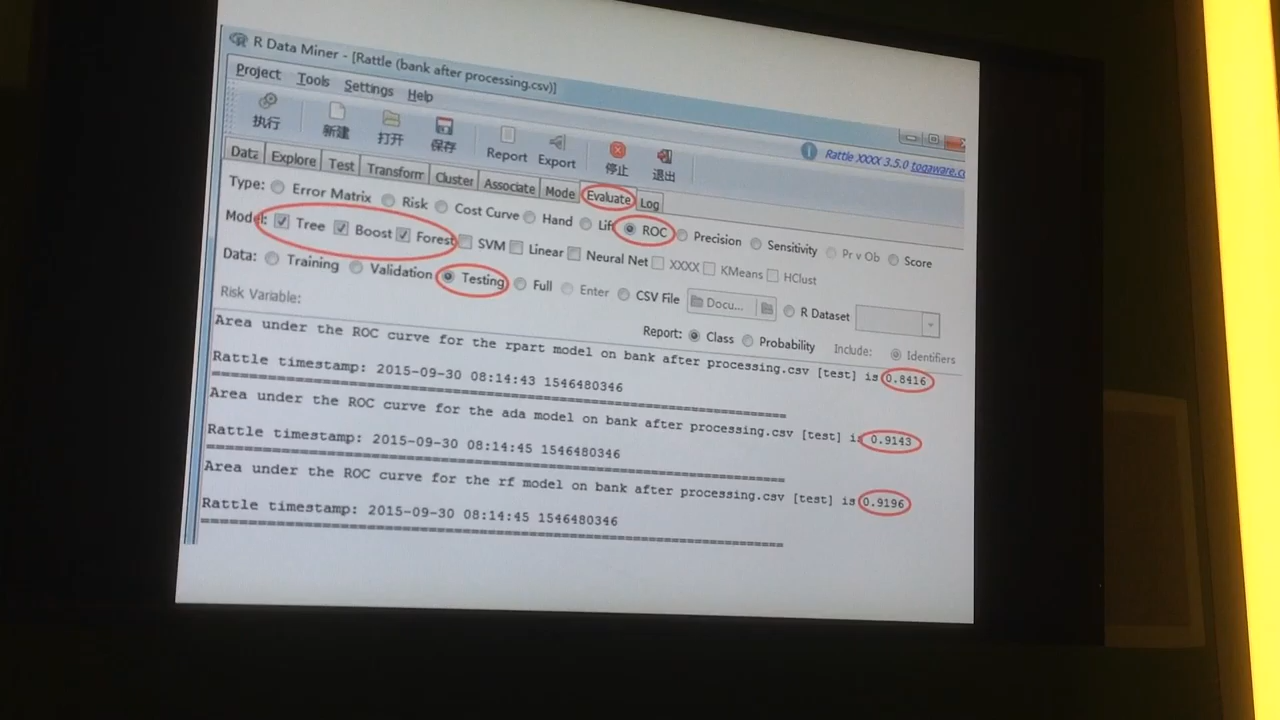 R Data Miner - [Rattle (bank after processing.csv)]
Project Tools Settings Help
执行 新建 打开 保存 Report Export 停止 退出 Rattle XXXX 3.5.0 togaware.co
Data Explore Test Transform Cluster Associate Mode Evaluate Log
Type: Error Matrix Risk Cost Curve Hand Lift ROC Precision Sensitivity Pr v Ob Score
Model: Tree Boost Forest SVM Linear Neural Net XXXX KMeans HClust
Data: Training Validation Testing Full Enter CSV File Docu... R Dataset
Risk Variable: Report: Class Probability Include: Identifiers
Area under the ROC curve for the rpart model on bank after processing.csv [test] is 0.8416
Rattle timestamp: 2015-09-30 08:14:43 1546480346
======================================================================
Area under the ROC curve for the ada model on bank after processing.csv [test] is 0.9143
Rattle timestamp: 2015-09-30 08:14:45 1546480346
======================================================================
Area under the ROC curve for the rf model on bank after processing.csv [test] is 0.9196
Rattle timestamp: 2015-09-30 08:14:45 1546480346
======================================================================